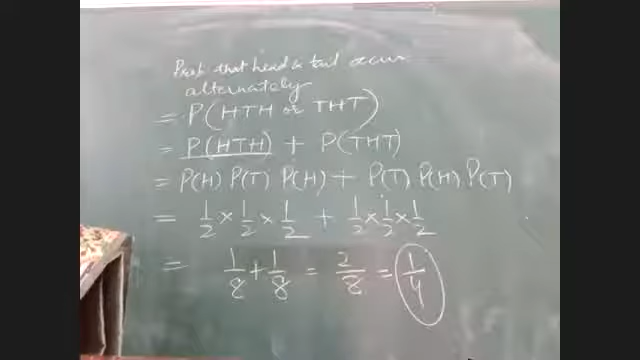 Prob that head & tail occur
alternately
= P(HTH or THT)
= P(HTH) + P(THT)
= P(H) P(T) P(H) + P(T) P(H) P(T)
= 1/2 × 1/2 × 1/2 + 1/2 × 1/2 × 1/2
= 1/8 + 1/8 = 2/8 = 1/4